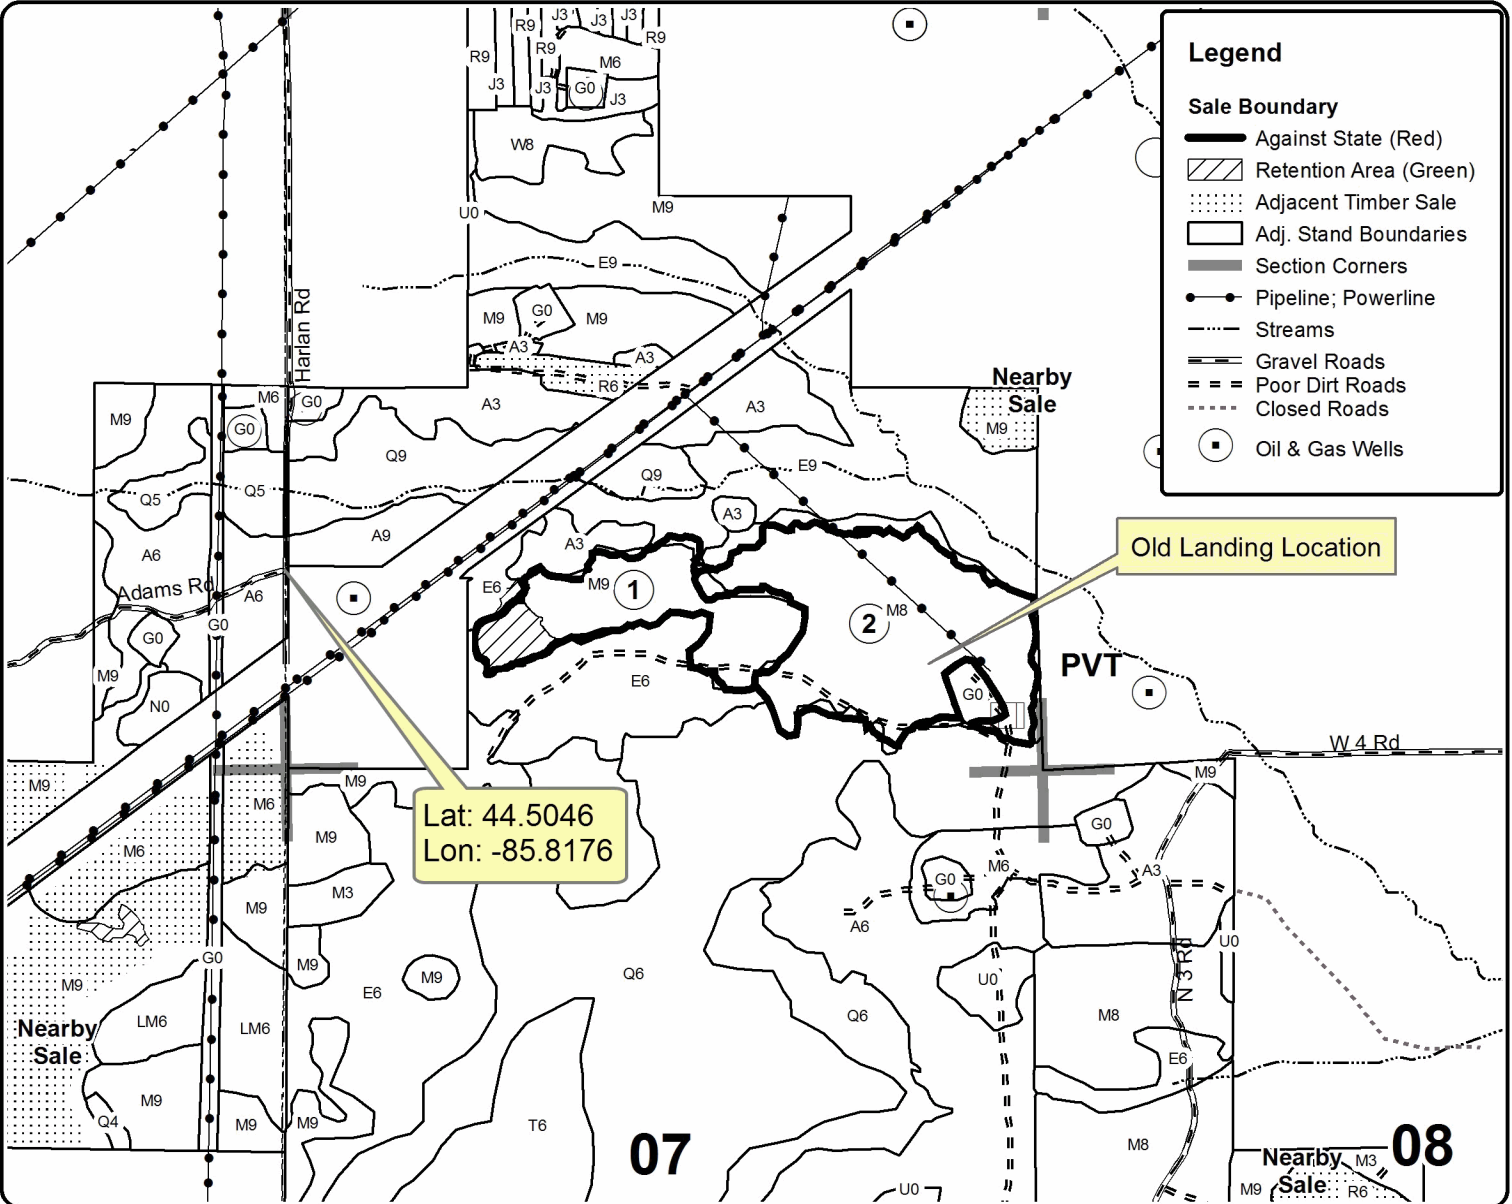 R9
J3
J3
J3
R9
R9
R9
M6
J3
J3
G0
J3
W8
U0
M9
E9
Harlan Rd
M9
G0
M9
A3
A3
R6
A3
A3
Nearby
Sale
M9
M9
M6
G0
G0
Q9
Q5
Q5
Q9
E9
A3
A9
A3
A6
Adams Rd
A6
E6
M9
1
2
M8
Old Landing Location
G0
G0
M9
N0
E6
G0
PVT
W 4 Rd
M9
M9
M9
M6
Lat: 44.5046
Lon: -85.8176
M9
M6
G0
M6
G0
A3
M3
M9
A6
U0
G0
M9
M9
M9
E6
Q6
U0
N 3 Rd
Nearby
Sale
LM6
LM6
Q6
M8
E6
M9
Q4
M9
M9
T6
07
M8
08
Nearby
Sale
M3
R6
M9
U0
Legend
Sale Boundary
Against State (Red)
Retention Area (Green)
Adjacent Timber Sale
Adj. Stand Boundaries
Section Corners
Pipeline; Powerline
Streams
Gravel Roads
Poor Dirt Roads
Closed Roads
Oil & Gas Wells